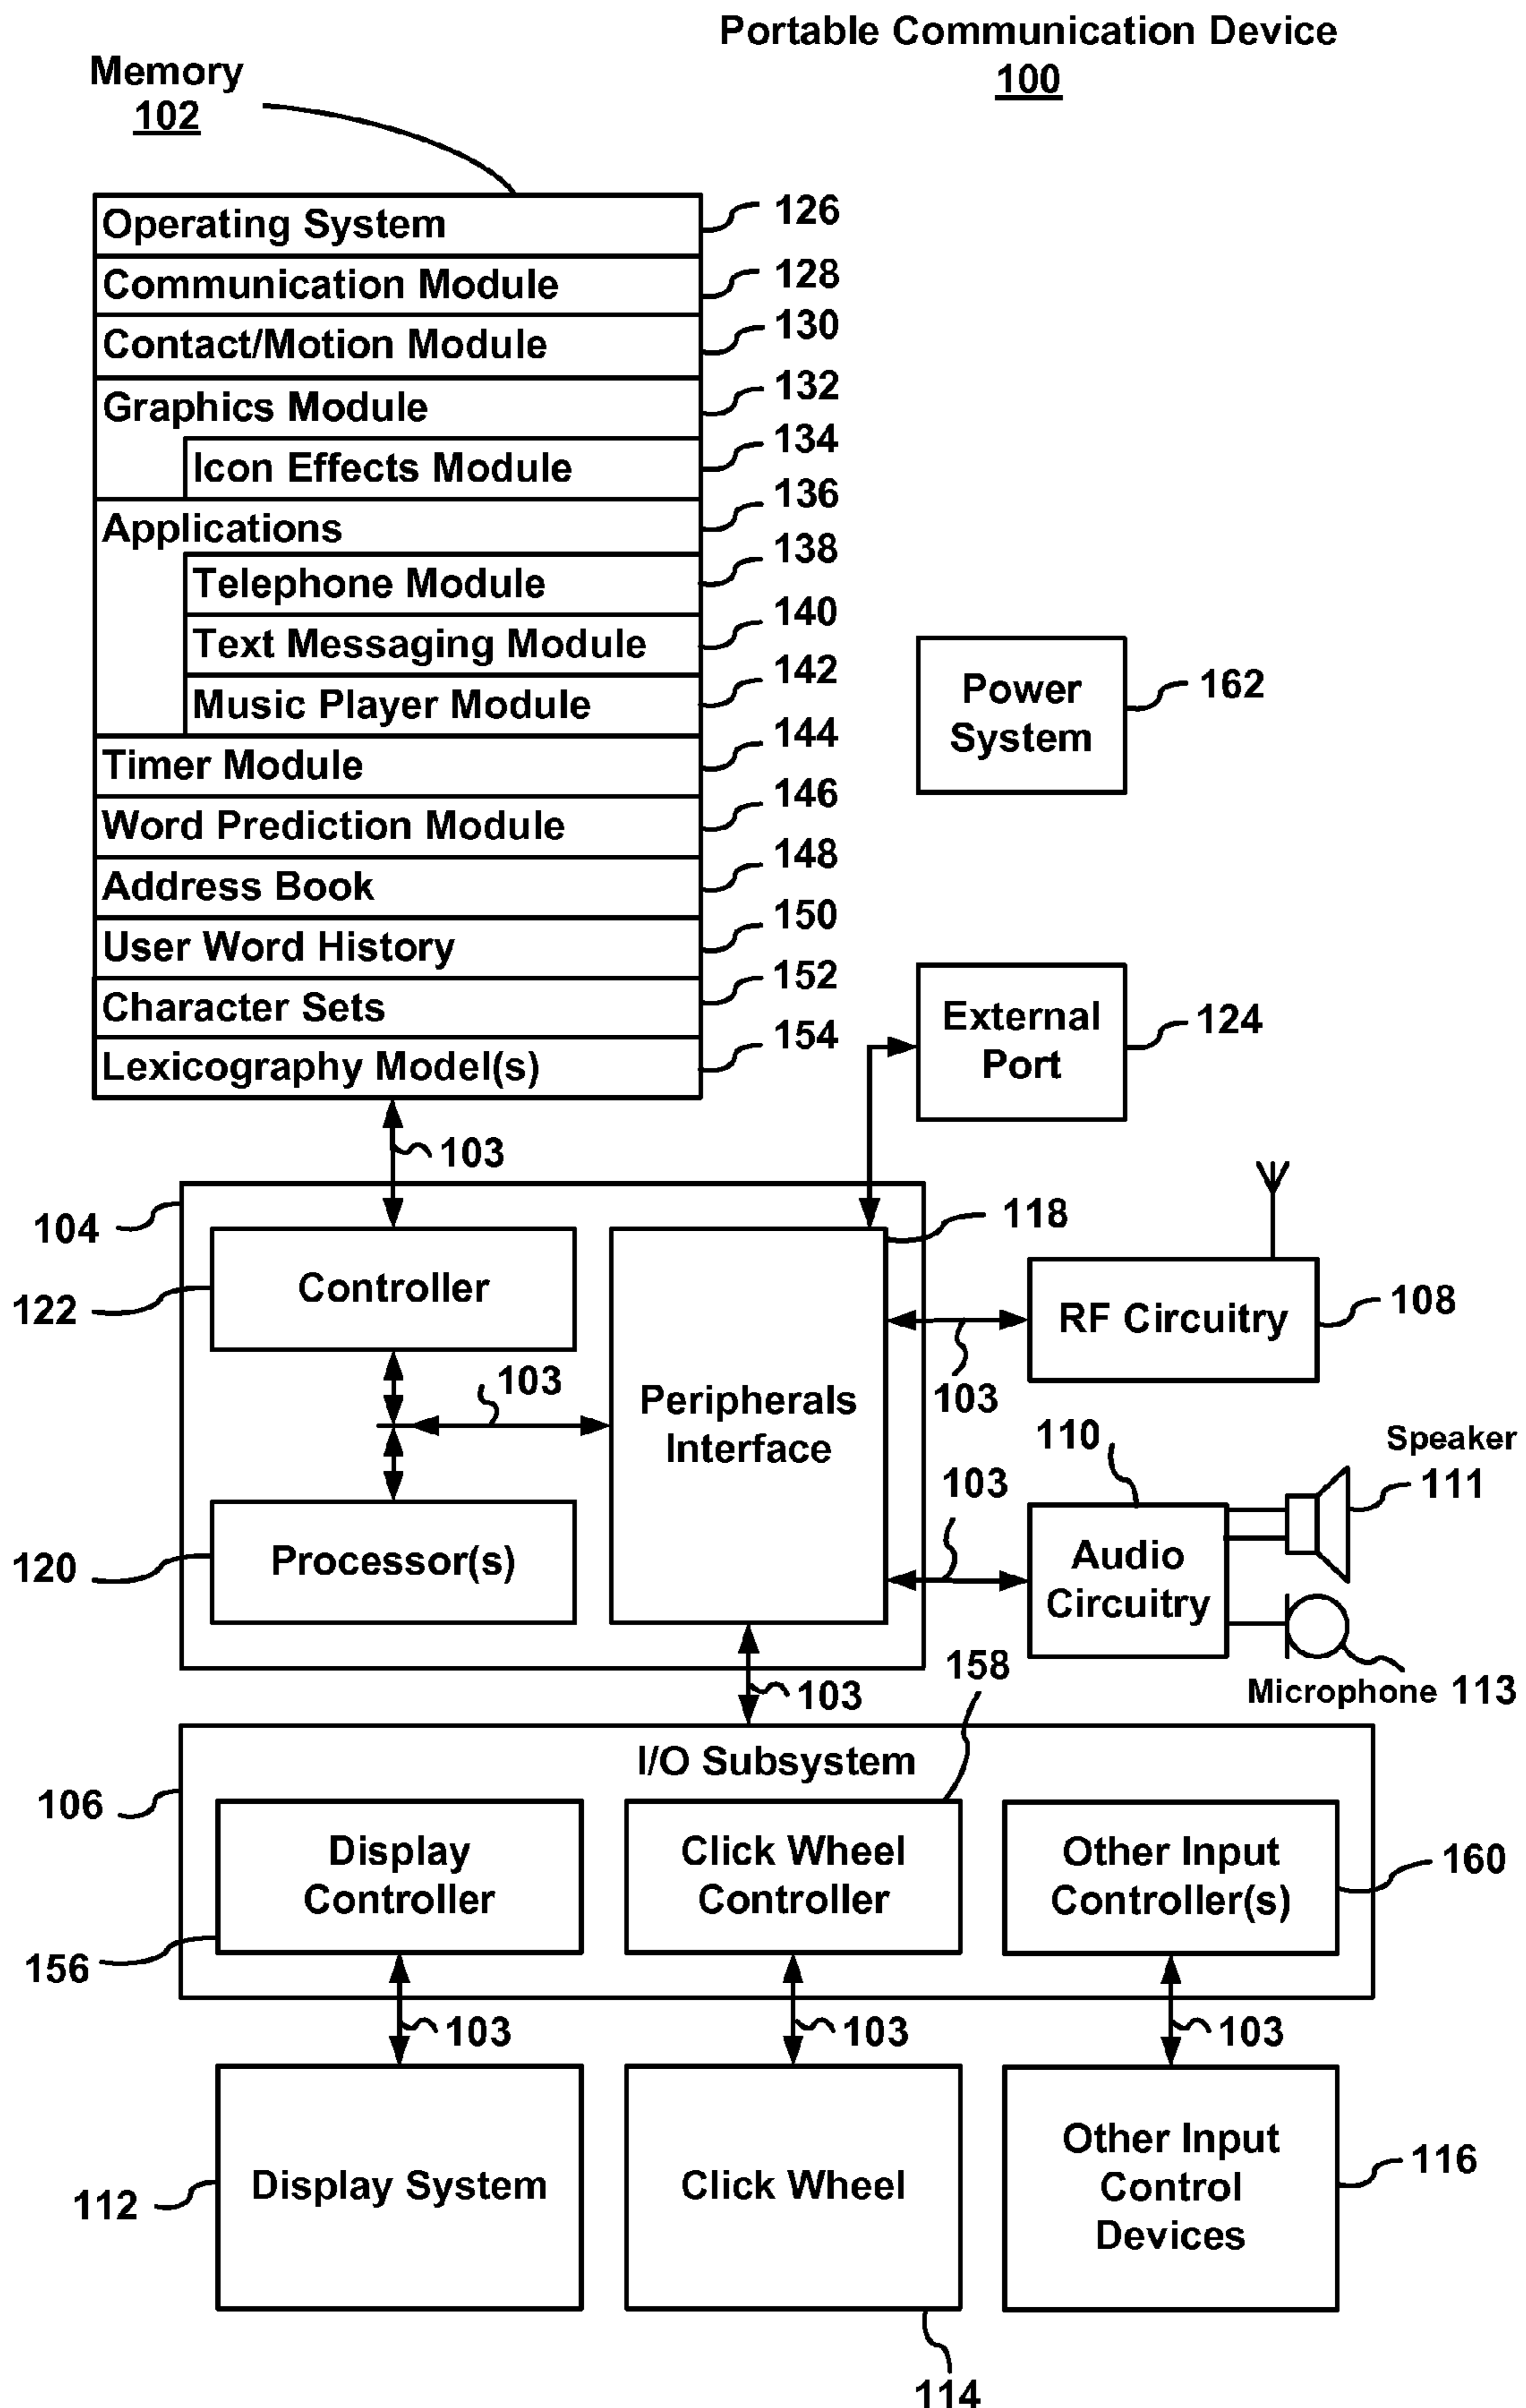 Portable Communication Device
100
Memory
102
Operating System
126
Communication Module
128
Contact/Motion Module
130
Graphics Module
132
Icon Effects Module
134
Applications
136
Telephone Module
138
Text Messaging Module
140
Music Player Module
142
Timer Module
144
Word Prediction Module
146
Address Book
148
User Word History
150
Character Sets
152
Lexicography Model(s)
154
Power
System
162
External
Port
124
103
104
118
Controller
122
RF Circuitry
108
103
103
Peripherals
Interface
Processor(s)
120
103
110
Audio
Circuitry
Speaker
111
Microphone 113
103
158
I/O Subsystem
106
Display
Controller
156
Click Wheel
Controller
Other Input
Controller(s)
160
103
103
103
Display System
112
Click Wheel
114
Other Input
Control
Devices
116